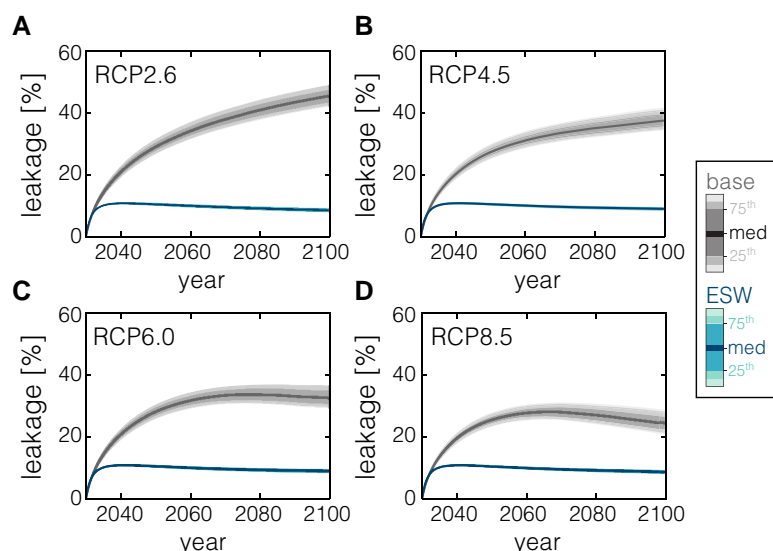 A
60
40
20
0
leakage [%]
RCP2.6
2040 2060 2080 2100
year
B
60
40
20
0
leakage [%]
RCP4.5
2040 2060 2080 2100
year
C
60
40
20
0
leakage [%]
RCP6.0
2040 2060 2080 2100
year
D
60
40
20
0
leakage [%]
RCP8.5
2040 2060 2080 2100
year
base
75th
med
25th
ESW
75th
med
25th